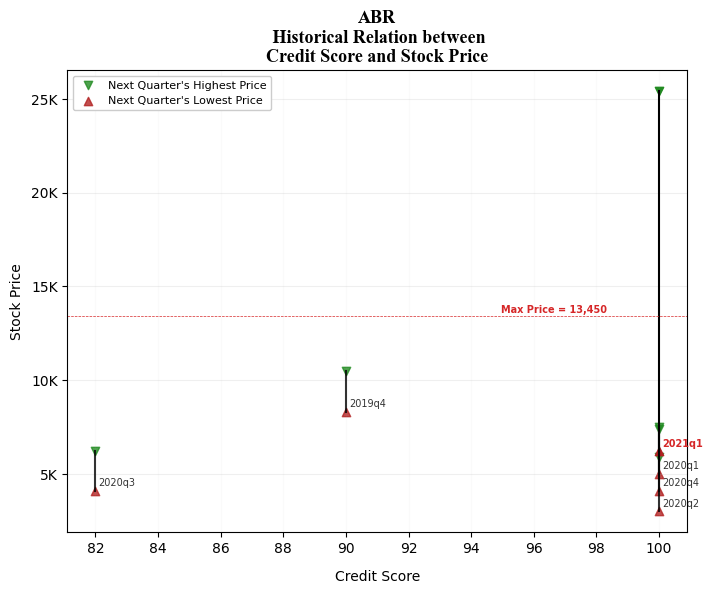 ABR
Historical Relation between
Credit Score and Stock Price
Next Quarter's Highest Price
Next Quarter's Lowest Price
25K
20K
15K
10K
5K
Stock Price
Max Price = 13,450
2019q4
2020q3
2021q1
2020q1
2020q4
2020q2
82 84 86 88 90 92 94 96 98 100
Credit Score